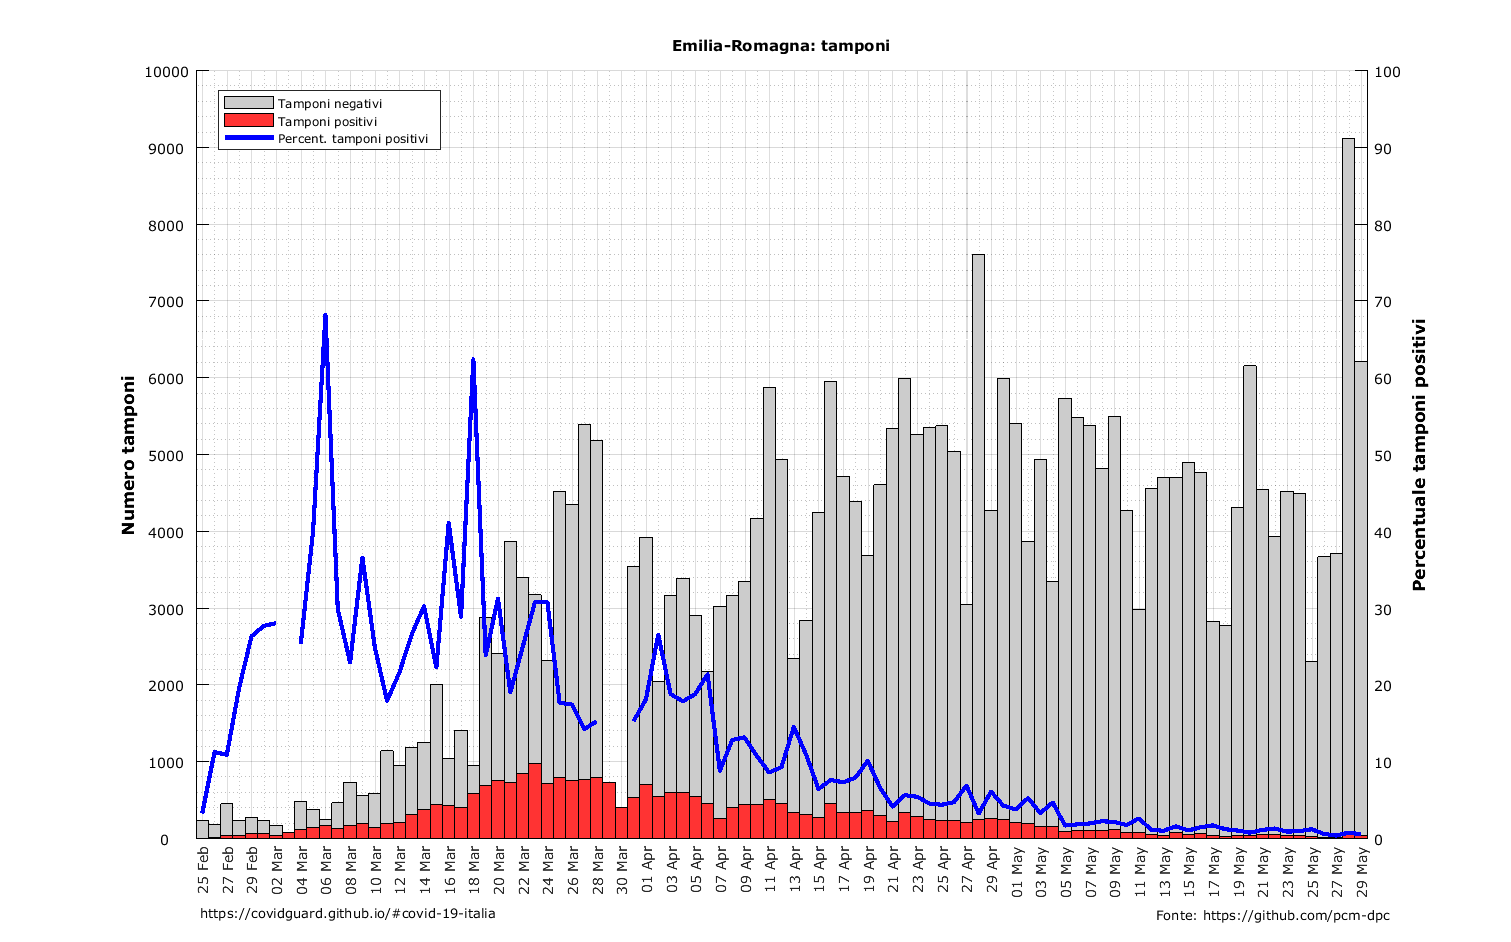 Emilia-Romagna: tamponi
Tamponi negativi
Tamponi positivi
Percent. tamponi positivi
Numero tamponi
10000
9000
8000
7000
6000
5000
4000
3000
2000
1000
0
100
90
80
70
60
50
40
30
20
10
0
Percentuale tamponi positivi
25 Feb
27 Feb
29 Feb
02 Mar
04 Mar
06 Mar
08 Mar
10 Mar
12 Mar
14 Mar
16 Mar
18 Mar
20 Mar
22 Mar
24 Mar
26 Mar
28 Mar
30 Mar
01 Apr
03 Apr
05 Apr
07 Apr
09 Apr
11 Apr
13 Apr
15 Apr
17 Apr
19 Apr
21 Apr
23 Apr
25 Apr
27 Apr
29 Apr
01 May
03 May
05 May
07 May
09 May
11 May
13 May
15 May
17 May
19 May
21 May
23 May
25 May
27 May
29 May
https://covidguard.github.io/#covid-19-italia
Fonte: https://github.com/pcm-dpc